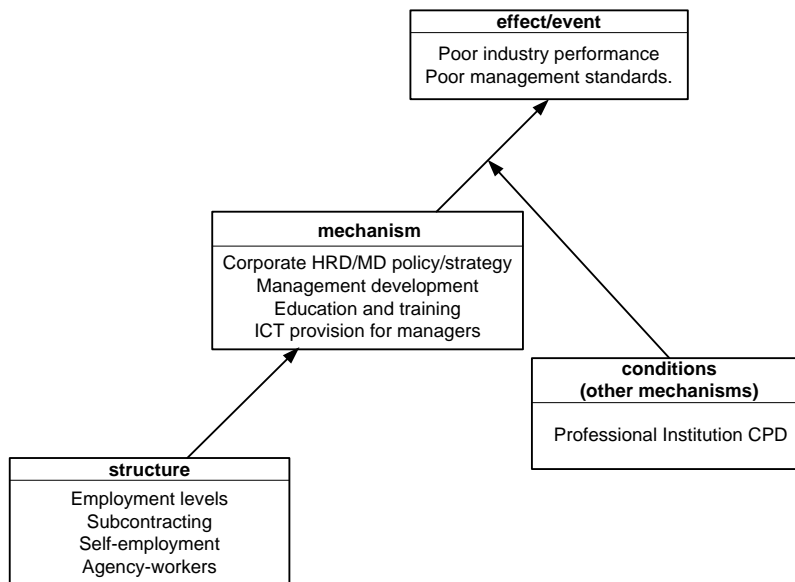 effect/event
Poor industry performance
Poor management standards.
mechanism
Corporate HRD/MD policy/strategy
Management development
Education and training
ICT provision for managers
conditions
(other mechanisms)
Professional Institution CPD
structure
Employment levels
Subcontracting
Self-employment
Agency-workers